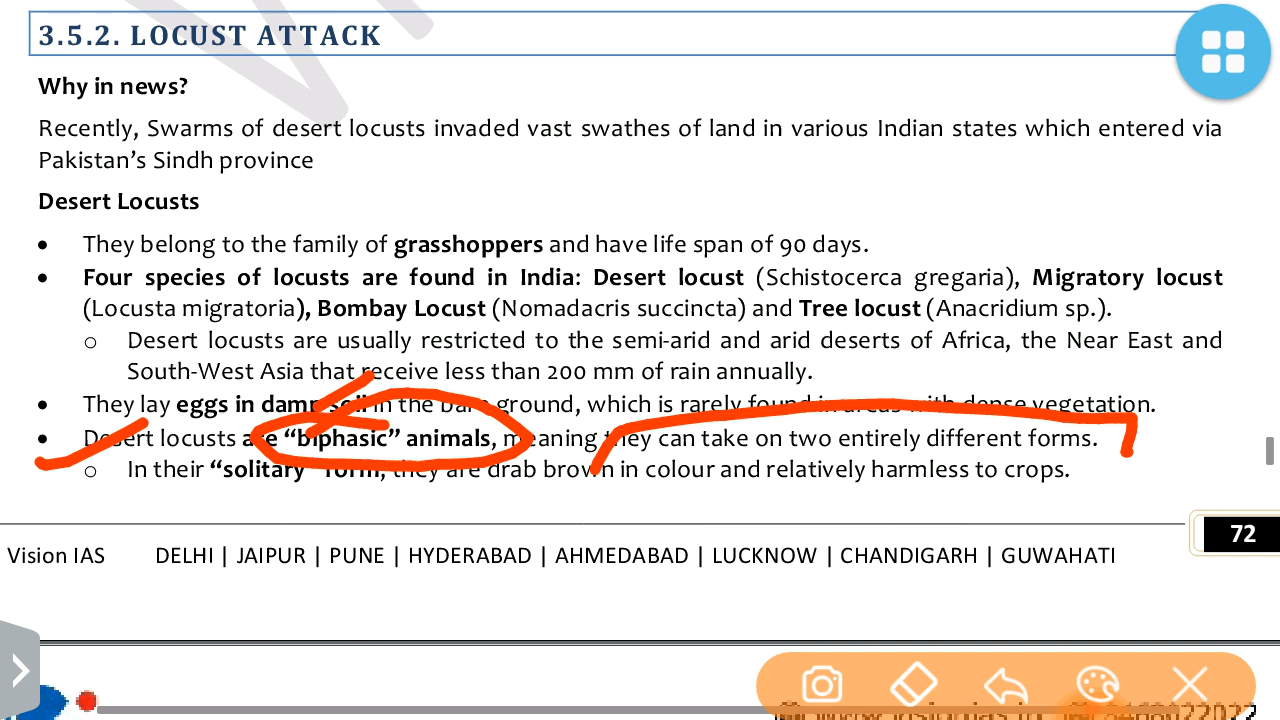 3.5.2. LOCUST ATTACK
Why in news?
Recently, Swarms of desert locusts invaded vast swathes of land in various Indian states which entered via
Pakistan's Sindh province
Desert Locusts
• They belong to the family of grasshoppers and have life span of 90 days.
• Four species of locusts are found in India: Desert locust (Schistocerca gregaria), Migratory locust
(Locusta migratoria), Bombay Locust (Nomadacris succincta) and Tree locust (Anacridium sp.).
o Desert locusts are usually restricted to the semi-arid and arid deserts of Africa, the Near East and
South-West Asia that receive less than 200 mm of rain annually.
• They lay eggs in damp soil in the bare ground, which is rarely found in areas with dense vegetation.
• Desert locusts are “biphasic” animals, meaning they can take on two entirely different forms.
o In their “solitary” form, they are drab brown in colour and relatively harmless to crops.
72
Vision IAS DELHI | JAIPUR | PUNE | HYDERABAD | AHMEDABAD | LUCKNOW | CHANDIGARH | GUWAHATI